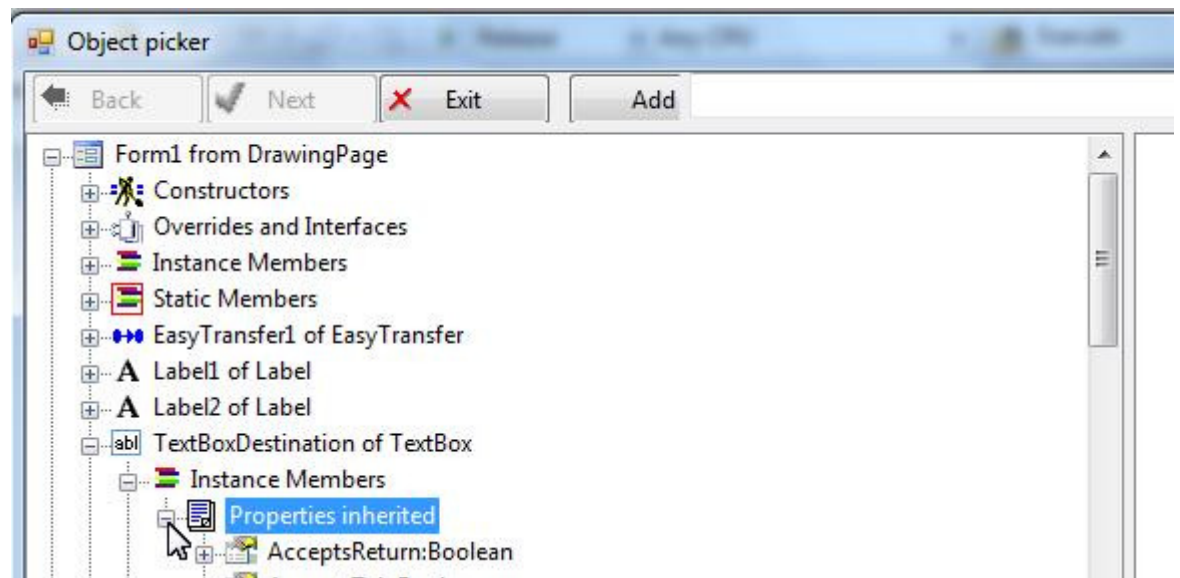 Object picker
Back Next Exit Add
Form1 from DrawingPage
Constructors
Overrides and Interfaces
Instance Members
Static Members
EasyTransfer1 of EasyTransfer
A Label1 of Label
A Label2 of Label
abl TextBoxDestination of TextBox
Instance Members
Properties inherited
AcceptsReturn:Boolean